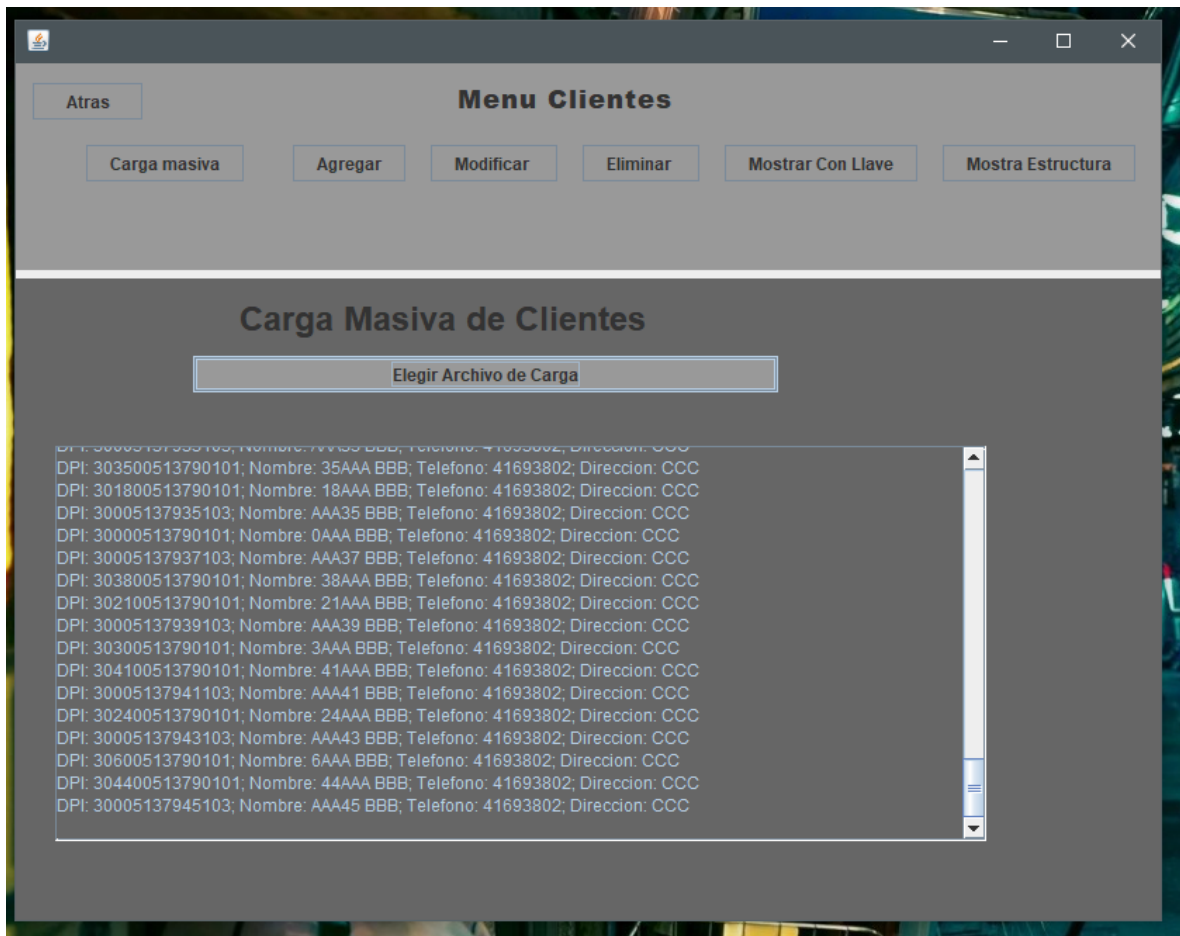 Atras
Menu Clientes
Carga masiva Agregar Modificar Eliminar Mostrar Con Llave Mostra Estructura
Carga Masiva de Clientes
Elegir Archivo de Carga
DPI: 303500513790101; Nombre: 35AAA BBB; Telefono: 41693802; Direccion: CCC
DPI: 301800513790101; Nombre: 18AAA BBB; Telefono: 41693802; Direccion: CCC
DPI: 30005137935103; Nombre: AAA35 BBB; Telefono: 41693802; Direccion: CCC
DPI: 30000513790101; Nombre: 0AAA BBB; Telefono: 41693802; Direccion: CCC
DPI: 30005137937103; Nombre: AAA37 BBB; Telefono: 41693802; Direccion: CCC
DPI: 303800513790101; Nombre: 38AAA BBB; Telefono: 41693802; Direccion: CCC
DPI: 302100513790101; Nombre: 21AAA BBB; Telefono: 41693802; Direccion: CCC
DPI: 30005137939103; Nombre: AAA39 BBB; Telefono: 41693802; Direccion: CCC
DPI: 30300513790101; Nombre: 3AAA BBB; Telefono: 41693802; Direccion: CCC
DPI: 304100513790101; Nombre: 41AAA BBB; Telefono: 41693802; Direccion: CCC
DPI: 30005137941103; Nombre: AAA41 BBB; Telefono: 41693802; Direccion: CCC
DPI: 302400513790101; Nombre: 24AAA BBB; Telefono: 41693802; Direccion: CCC
DPI: 30005137943103; Nombre: AAA43 BBB; Telefono: 41693802; Direccion: CCC
DPI: 30600513790101; Nombre: 6AAA BBB; Telefono: 41693802; Direccion: CCC
DPI: 304400513790101; Nombre: 44AAA BBB; Telefono: 41693802; Direccion: CCC
DPI: 30005137945103; Nombre: AAA45 BBB; Telefono: 41693802; Direccion: CCC